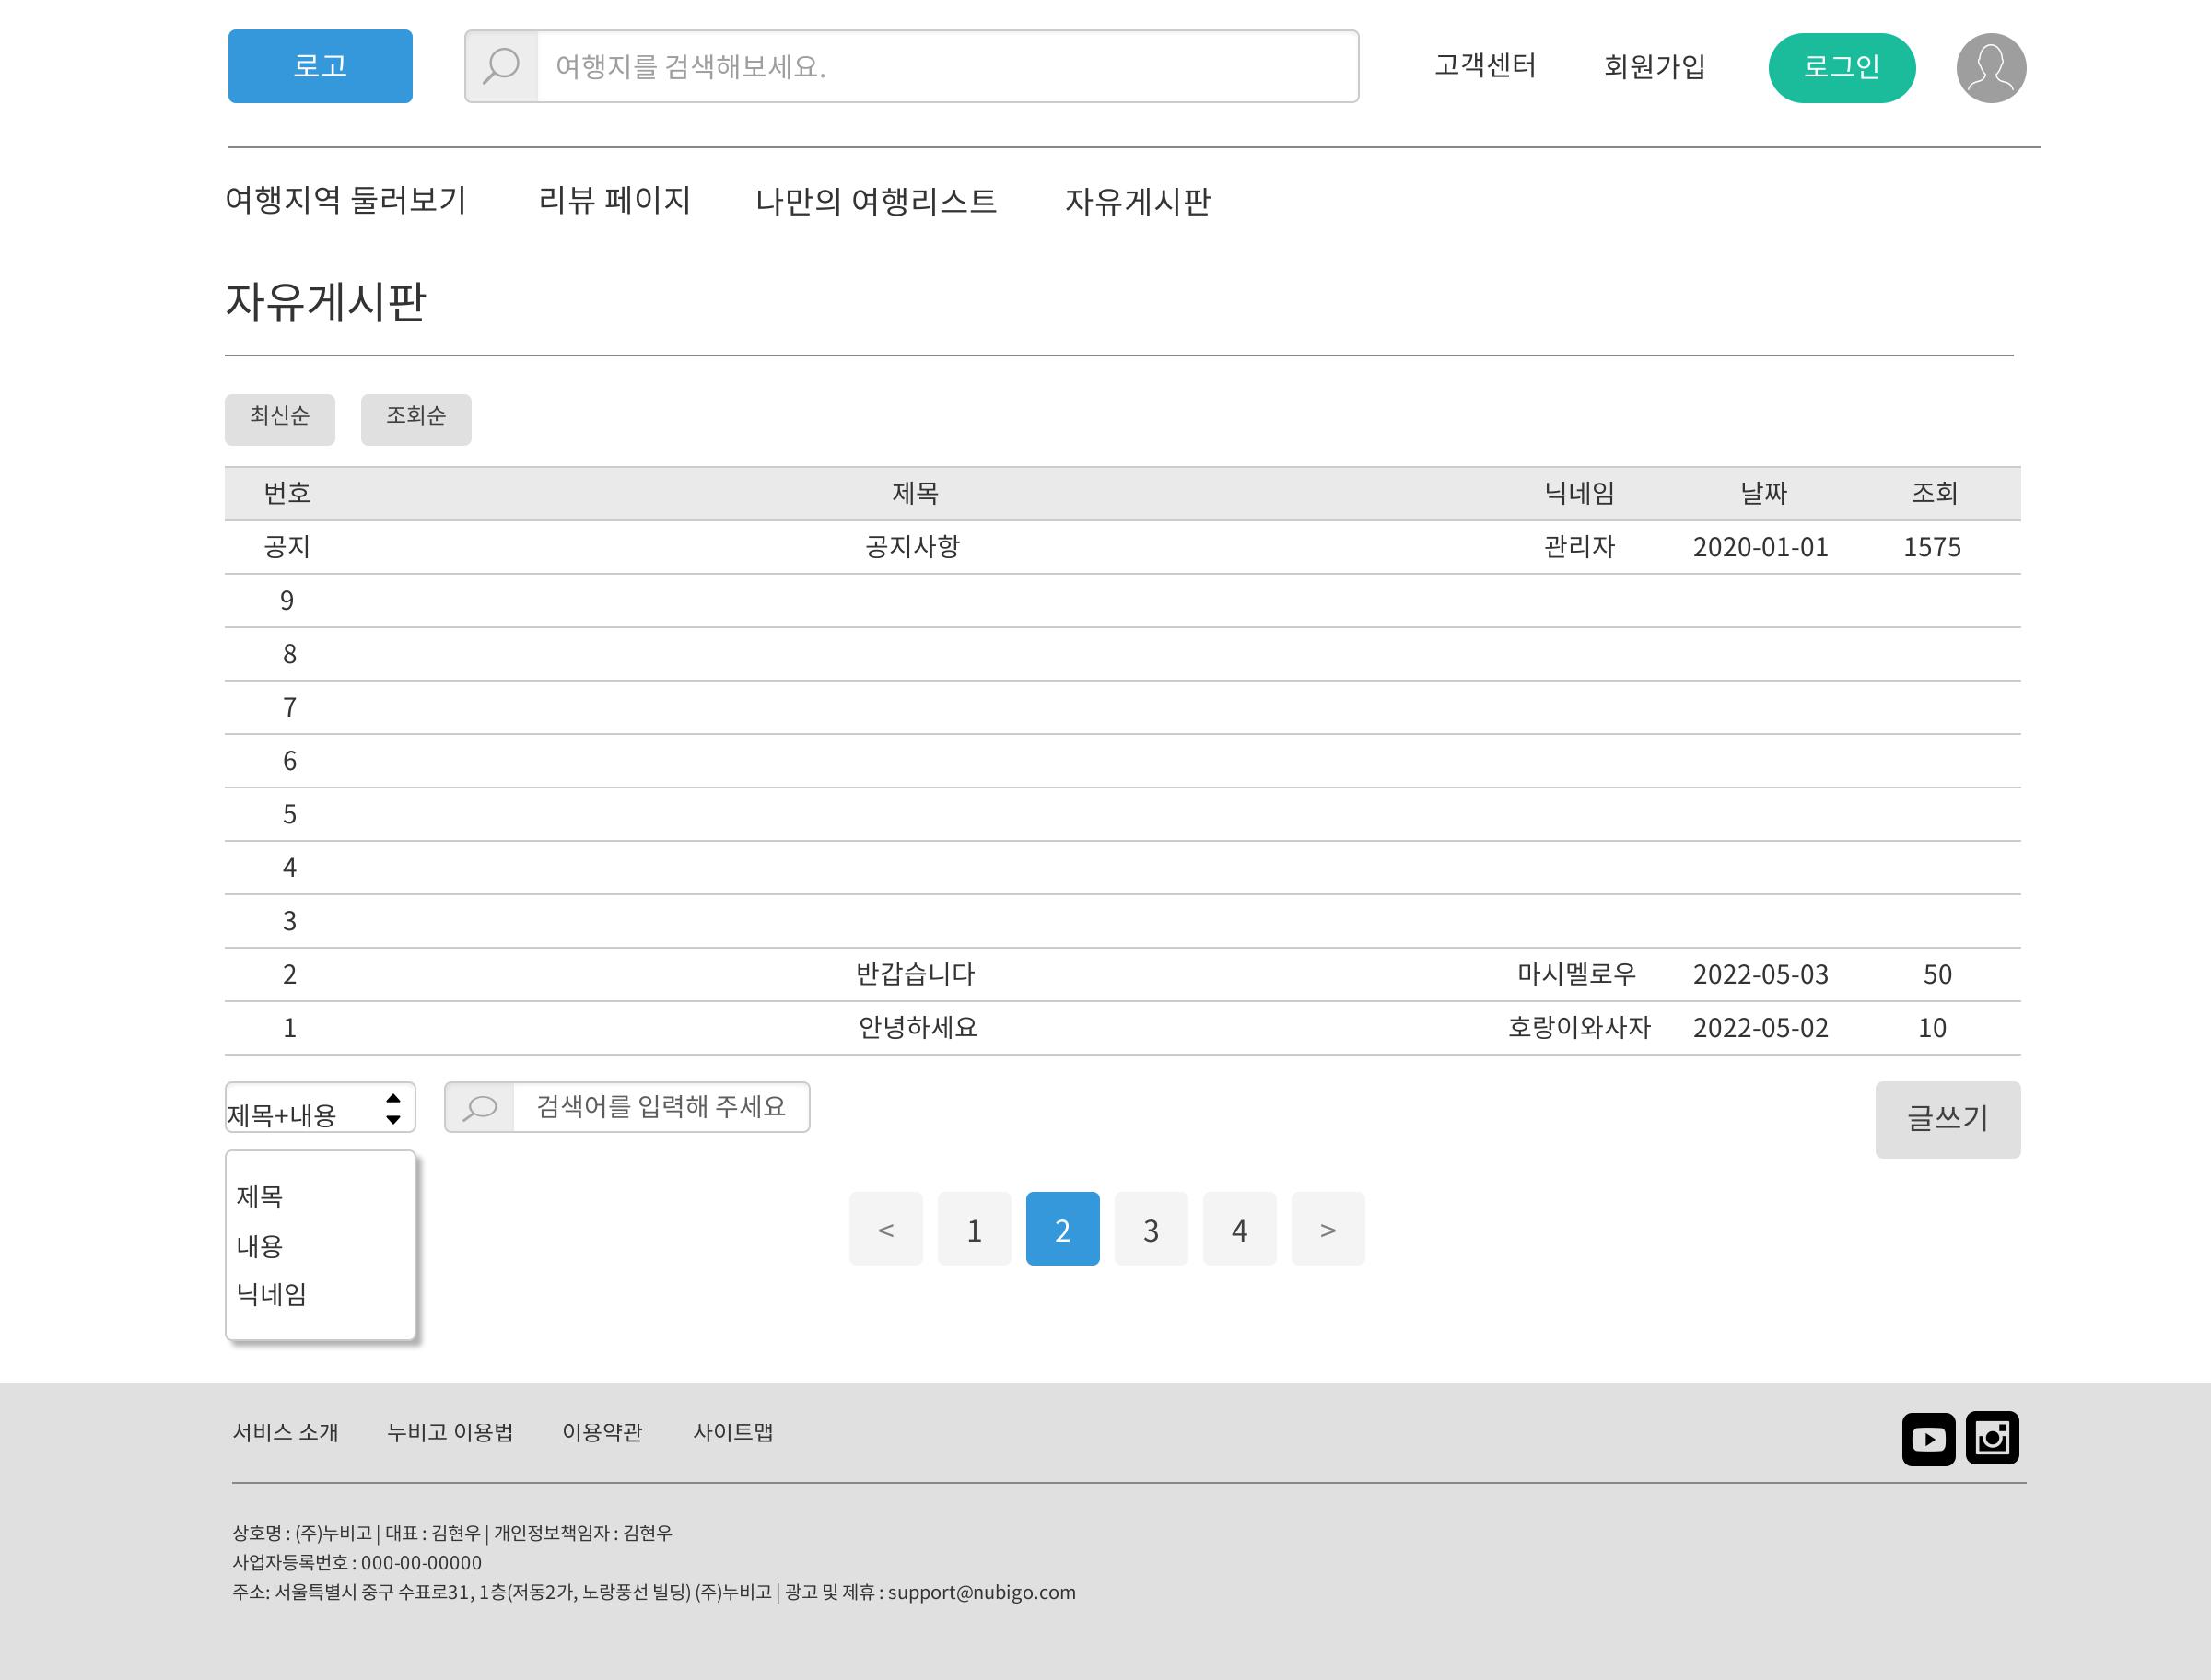 로고
여행지를 검색해보세요.
고객센터
회원가입
로그인
여행지역 둘러보기
리뷰 페이지
나만의 여행리스트
자유게시판
자유게시판
최신순
조회순
번호 제목 닉네임 날짜 조회
공지 공지사항 관리자 2020-01-01 1575
9
8
7
6
5
4
3
2 반갑습니다 마시멜로우 2022-05-03 50
1 안녕하세요 호랑이와사자 2022-05-02 10
제목+내용
검색어를 입력해 주세요
글쓰기
제목
내용
닉네임
< 1 2 3 4 >
서비스 소개
누비고 이용법
이용약관
사이트맵
상호명 : (주)누비고 | 대표 : 김현우 | 개인정보책임자 : 김현우
사업자등록번호 : 000-00-00000
주소: 서울특별시 중구 수표로31, 1층(저동2가, 노랑풍선 빌딩) (주)누비고 | 광고 및 제휴 : support@nubigo.com